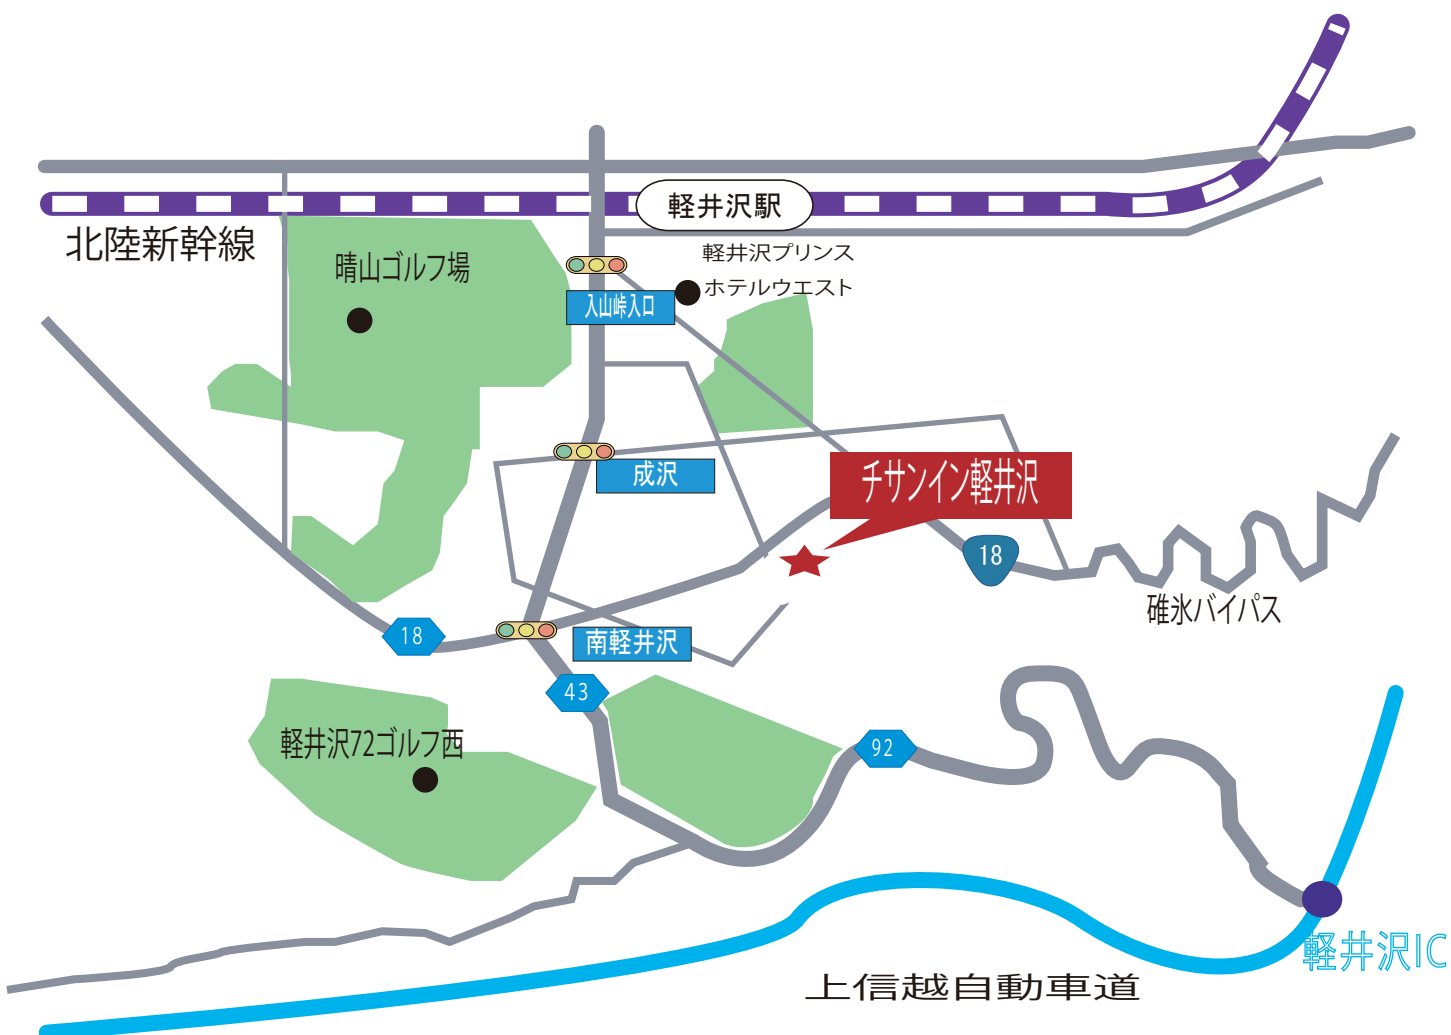 軽井沢駅
北陸新幹線
軽井沢プリンス
ホテルウエスト
晴山ゴルフ場
入山峠入口
成沢
チサンイン軽井沢
18
碓氷バイパス
18
南軽井沢
43
軽井沢72ゴルフ西
92
軽井沢IC
上信越自動車道